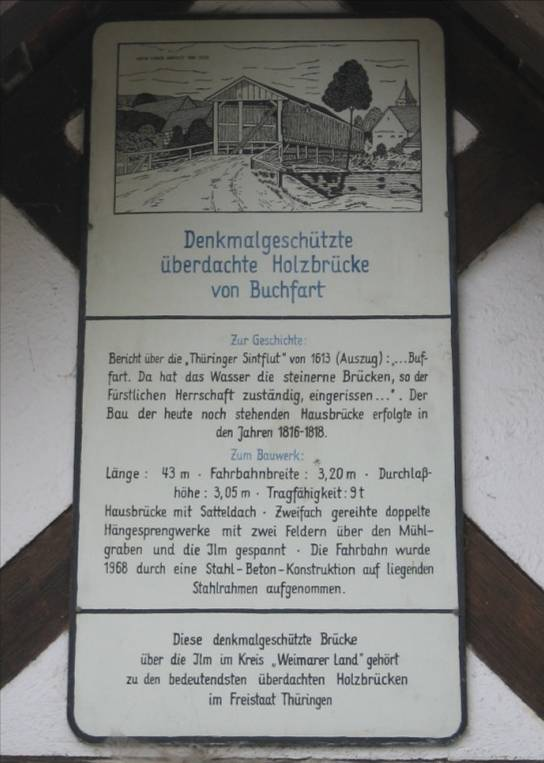 Denkmalgeschützte
überdachte Holzbrücke
von Buchfart
Zur Geschichte:
Bericht über die „Thüringer Sintflut" von 1613 (Auszug) : „... Buf-
fart. Da hat das Wasser die steinerne Brücken, so der
Fürstlichen Herrschaft zuständig, eingerissen ...". Der
Bau der heute noch stehenden Hausbrücke erfolgte in
den Jahren 1816-1818.
Zum Bauwerk:
Länge : 43 m · Fahrbahnbreite : 3,20 m · Durchlaß-
höhe : 3,05 m · Tragfähigkeit : 9 t
Hausbrücke mit Satteldach · Zweifach gereihte doppelte
Hängesprengwerke mit zwei Feldern über den Mühl-
graben und die Ilm gespannt · Die Fahrbahn wurde
1968 durch eine Stahl-Beton-Konstruktion auf liegenden
Stahlrahmen aufgenommen.
Diese denkmalgeschützte Brücke
über die Ilm im Kreis „Weimarer Land" gehört
zu den bedeutendsten überdachten Holzbrücken
im Freistaat Thüringen